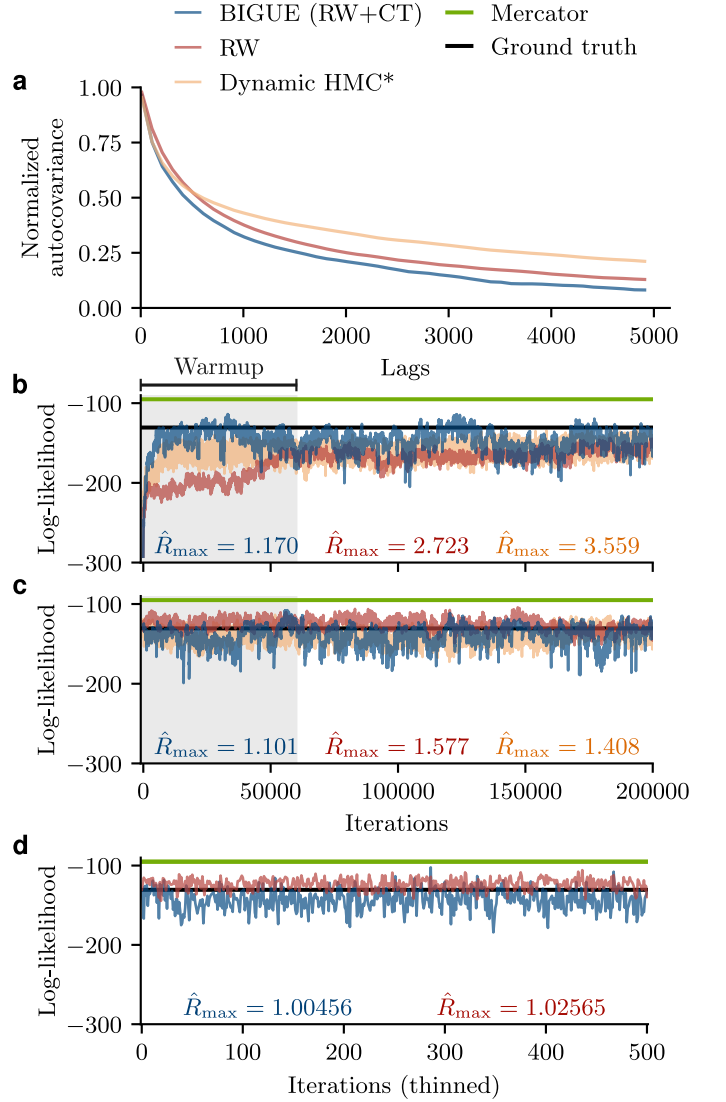 BIGUE (RW+CT)
RW
Dynamic HMC*
Mercator
Ground truth
a
Normalized
autocovariance
1.00
0.75
0.50
0.25
0.00
0 1000 2000 3000 4000 5000
Lags
Warmup
b
Log-likelihood
−100
−200
−300
R̂max = 1.170 R̂max = 2.723 R̂max = 3.559
c
Log-likelihood
−100
−200
−300
R̂max = 1.101 R̂max = 1.577 R̂max = 1.408
0 50000 100000 150000 200000
Iterations
d
Log-likelihood
−100
−200
−300
R̂max = 1.00456 R̂max = 1.02565
0 100 200 300 400 500
Iterations (thinned)